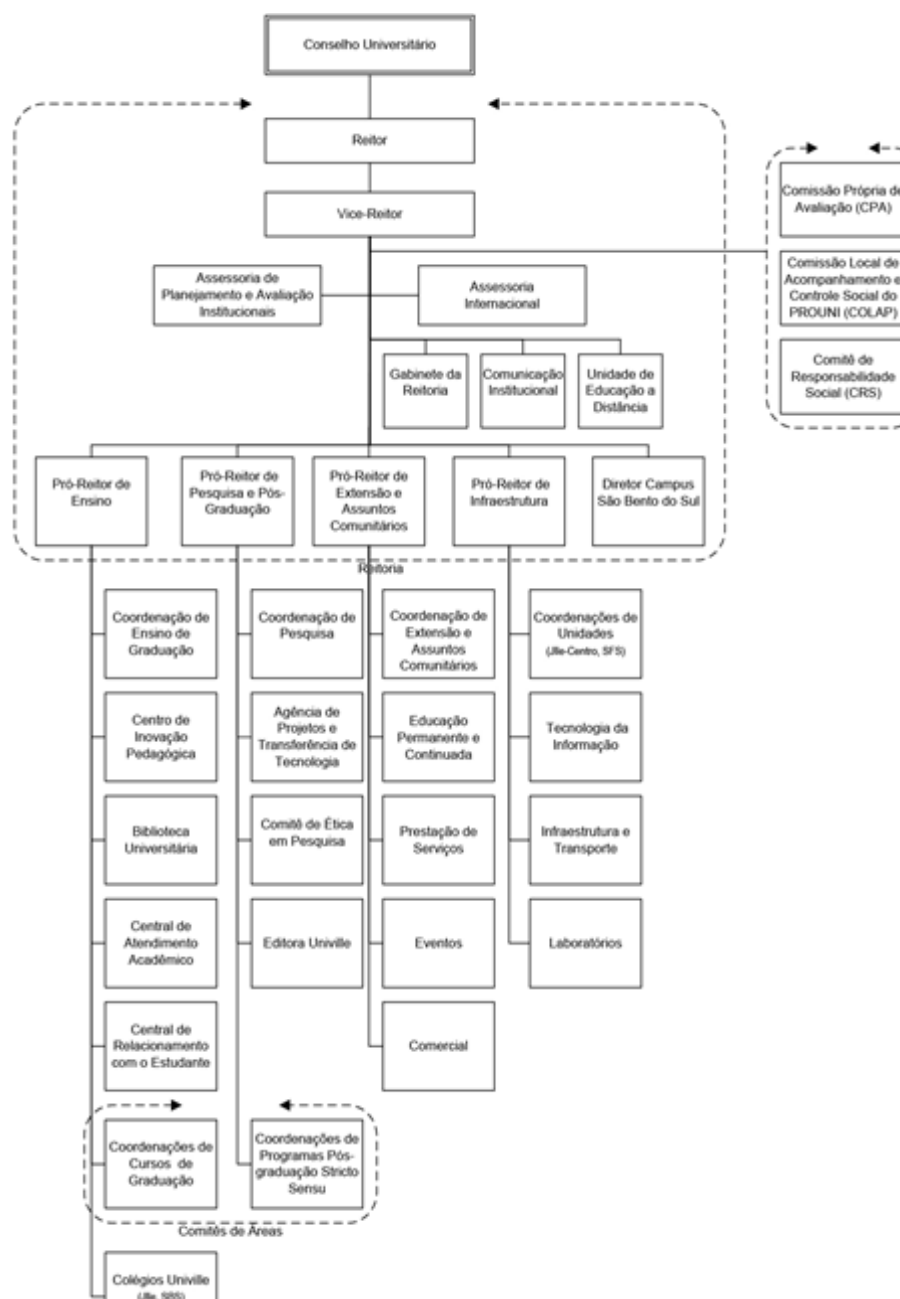 Conselho Universitário
Reitor
Vice-Reitor
Comissão Própria de
Avaliação (CPA)
Comissão Local de
Acompanhamento e
Controle Social do
PROUNI (COLAP)
Comitê de
Responsabilidade
Social (CRS)
Assessoria de
Planejamento e Avaliação
Institucionais
Assessoria
Internacional
Gabinete da
Reitoria
Comunicação
Institucional
Unidade de
Educação a
Distância
Pró-Reitor de
Ensino
Pró-Reitor de
Pesquisa e Pós-
Graduação
Pró-Reitor de
Extensão e
Assuntos
Comunitários
Pró-Reitor de
Infraestrutura
Diretor Campus
São Bento do Sul
Reitoria
Coordenação de
Ensino de
Graduação
Coordenação de
Pesquisa
Coordenação de
Extensão e
Assuntos
Comunitários
Coordenações de
Unidades
(Jlle-Centro, SFS)
Centro de
Inovação
Pedagógica
Agência de
Projetos e
Transferência de
Tecnologia
Educação
Permanente e
Continuada
Tecnologia da
Informação
Biblioteca
Universitária
Comitê de Ética
em Pesquisa
Prestação de
Serviços
Infraestrutura e
Transporte
Central de
Atendimento
Acadêmico
Editora Univille
Eventos
Laboratórios
Central de
Relacionamento
com o Estudante
Comercial
Coordenações de
Cursos de
Graduação
Coordenações de
Programas Pós-
graduação Stricto
Sensu
Comitês de Áreas
Colégios Univille
(Jlle, SBS)